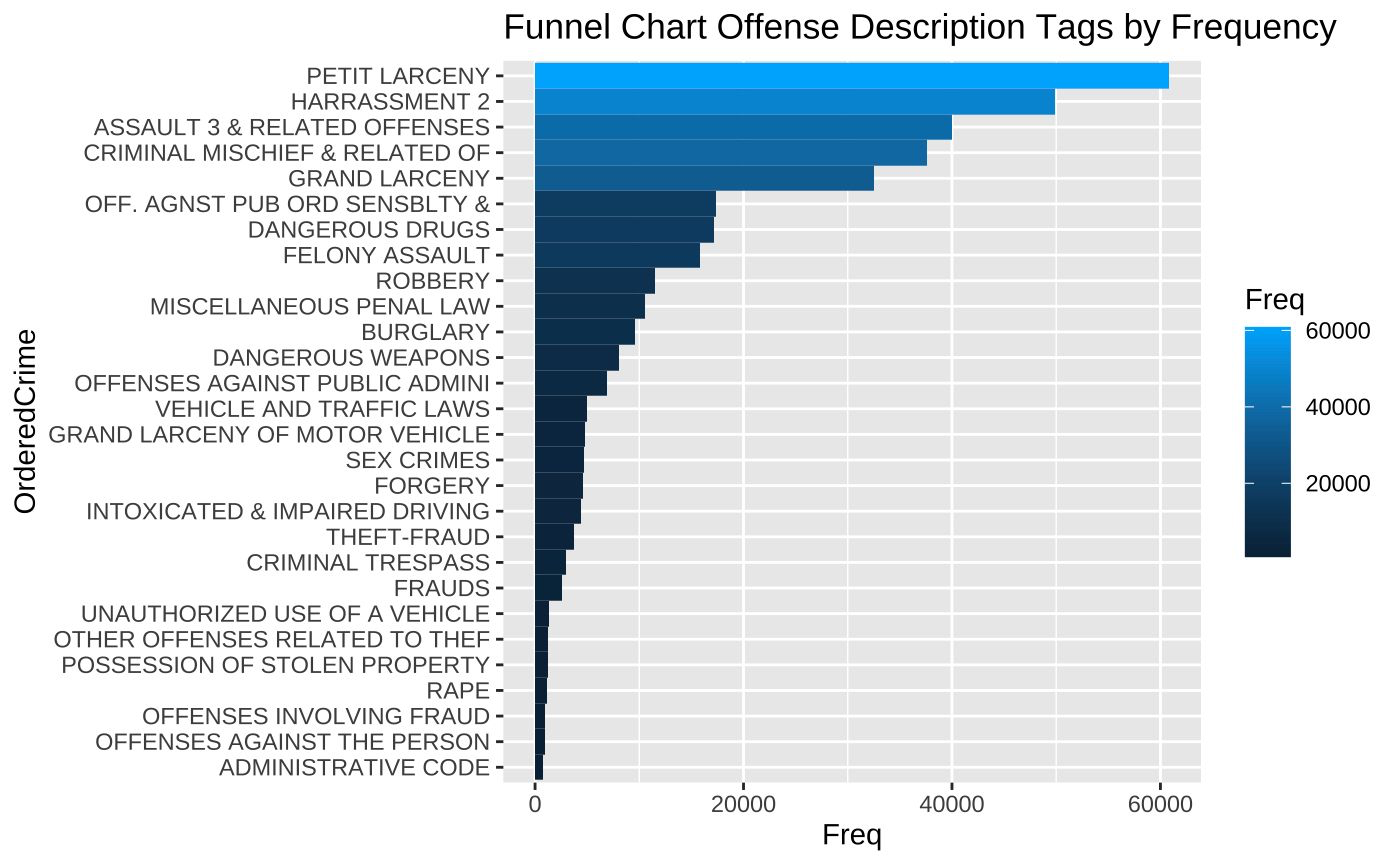 Funnel Chart Offense Description Tags by Frequency
OrderedCrime
PETIT LARCENY
HARRASSMENT 2
ASSAULT 3 & RELATED OFFENSES
CRIMINAL MISCHIEF & RELATED OF
GRAND LARCENY
OFF. AGNST PUB ORD SENSBLTY &
DANGEROUS DRUGS
FELONY ASSAULT
ROBBERY
MISCELLANEOUS PENAL LAW
BURGLARY
DANGEROUS WEAPONS
OFFENSES AGAINST PUBLIC ADMINI
VEHICLE AND TRAFFIC LAWS
GRAND LARCENY OF MOTOR VEHICLE
SEX CRIMES
FORGERY
INTOXICATED & IMPAIRED DRIVING
THEFT-FRAUD
CRIMINAL TRESPASS
FRAUDS
UNAUTHORIZED USE OF A VEHICLE
OTHER OFFENSES RELATED TO THEF
POSSESSION OF STOLEN PROPERTY
RAPE
OFFENSES INVOLVING FRAUD
OFFENSES AGAINST THE PERSON
ADMINISTRATIVE CODE
0 20000 40000 60000
Freq
Freq
60000
40000
20000